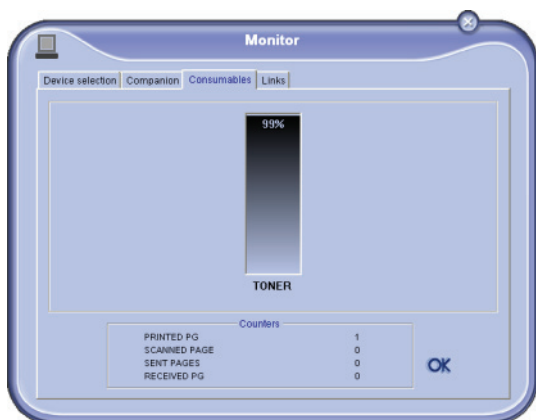 Monitor
Device selection Companion Consumables Links
99%
TONER
Counters
PRINTED PG 1
SCANNED PAGE 0
SENT PAGES 0
RECEIVED PG 0
OK